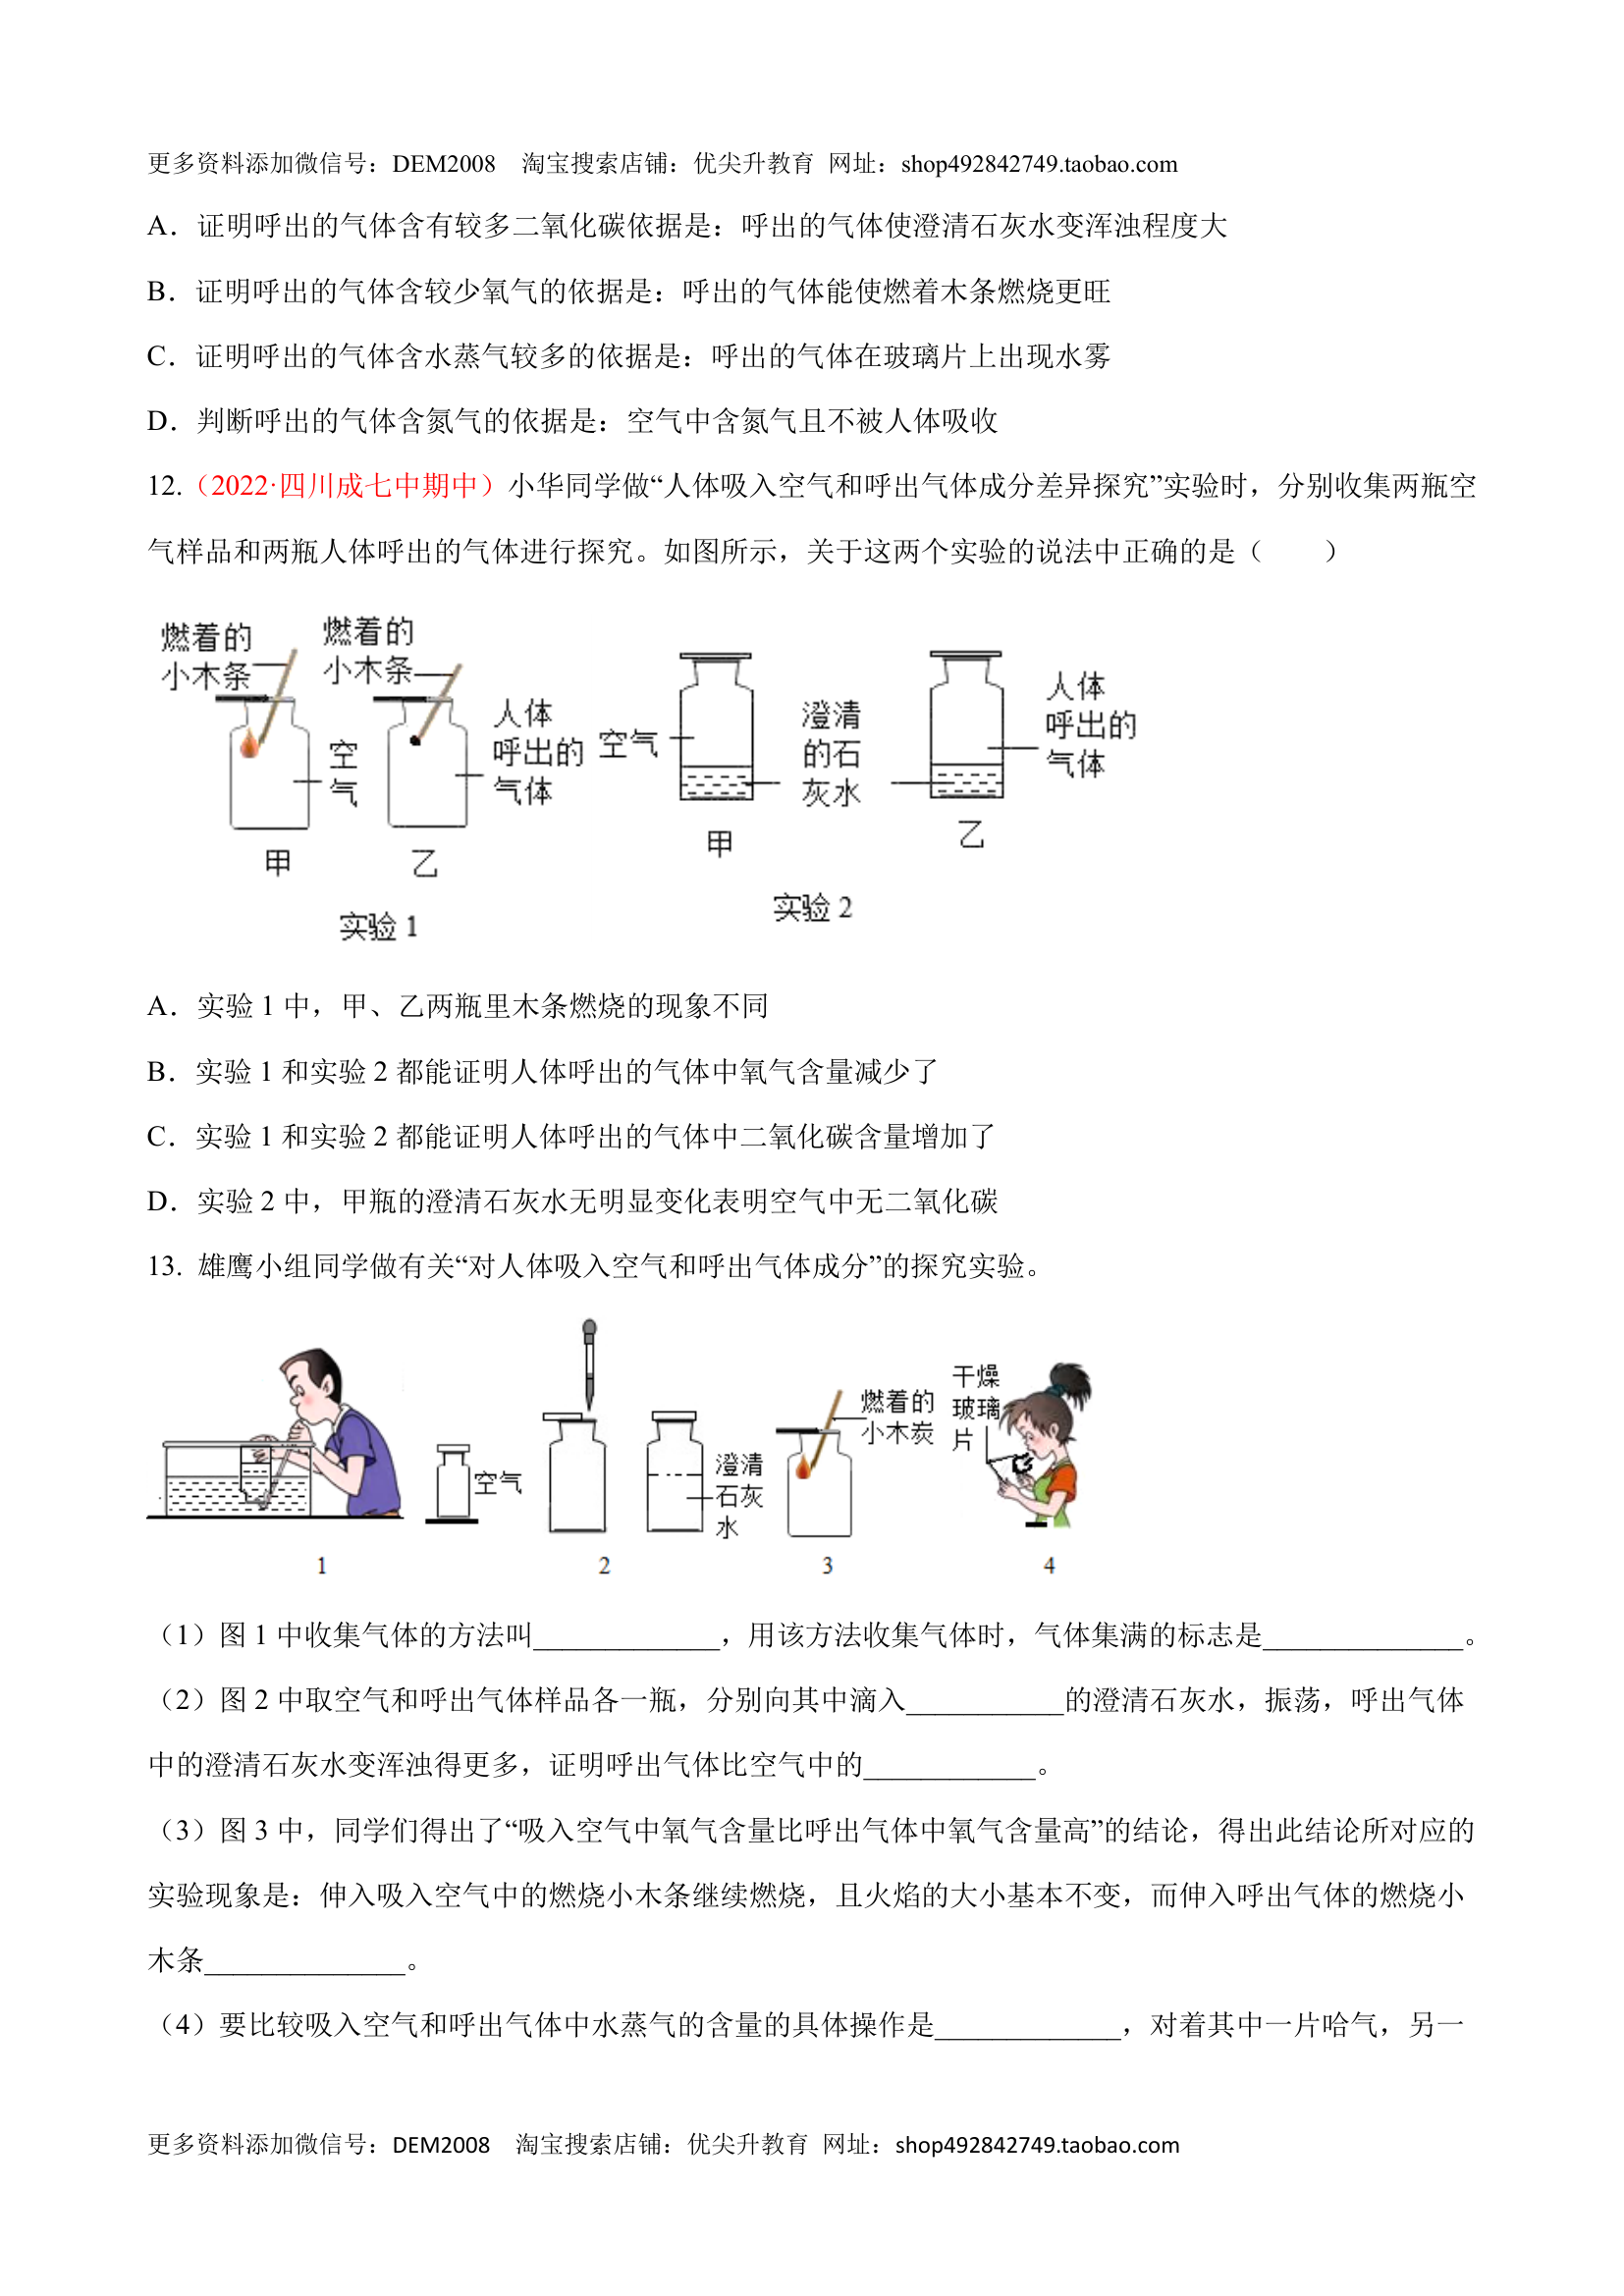 更多资料添加微信号：DEM2008 淘宝搜索店铺：优尖升教育 网址：shop492842749.taobao.com
A．证明呼出的气体含有较多二氧化碳依据是：呼出的气体使澄清石灰水变浑浊程度大
B．证明呼出的气体含较少氧气的依据是：呼出的气体能使燃着木条燃烧更旺
C．证明呼出的气体含水蒸气较多的依据是：呼出的气体在玻璃片上出现水雾
D．判断呼出的气体含氮气的依据是：空气中含氮气且不被人体吸收
12.（2022·四川成七中期中）小华同学做“人体吸入空气和呼出气体成分差异探究”实验时，分别收集两瓶空
气样品和两瓶人体呼出的气体进行探究。如图所示，关于这两个实验的说法中正确的是（ ）
燃着的
小木条
空
气
甲
燃着的
小木条
人体
呼出的
气体
乙
实验 1
空气
甲
澄清
的石
灰水
人体
呼出的
气体
乙
实验 2
A．实验 1 中，甲、乙两瓶里木条燃烧的现象不同
B．实验 1 和实验 2 都能证明人体呼出的气体中氧气含量减少了
C．实验 1 和实验 2 都能证明人体呼出的气体中二氧化碳含量增加了
D．实验 2 中，甲瓶的澄清石灰水无明显变化表明空气中无二氧化碳
13. 雄鹰小组同学做有关“对人体吸入空气和呼出气体成分”的探究实验。
空气
1
澄清
石灰
水
2
燃着的
小木炭
3
干燥
玻璃
片
4
（1）图 1 中收集气体的方法叫_____________，用该方法收集气体时，气体集满的标志是______________。
（2）图 2 中取空气和呼出气体样品各一瓶，分别向其中滴入___________的澄清石灰水，振荡，呼出气体
中的澄清石灰水变浑浊得更多，证明呼出气体比空气中的____________。
（3）图 3 中，同学们得出了“吸入空气中氧气含量比呼出气体中氧气含量高”的结论，得出此结论所对应的
实验现象是：伸入吸入空气中的燃烧小木条继续燃烧，且火焰的大小基本不变，而伸入呼出气体的燃烧小
木条______________。
（4）要比较吸入空气和呼出气体中水蒸气的含量的具体操作是_____________，对着其中一片哈气，另一
更多资料添加微信号：DEM2008 淘宝搜索店铺：优尖升教育 网址：shop492842749.taobao.com